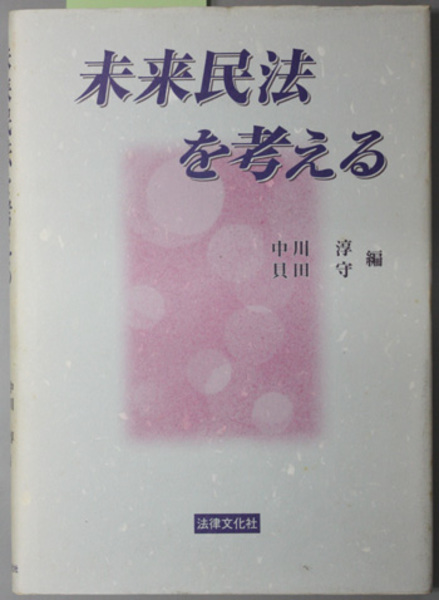 未来民法
を考える
中川 淳
貝田 守
編
法律文化社